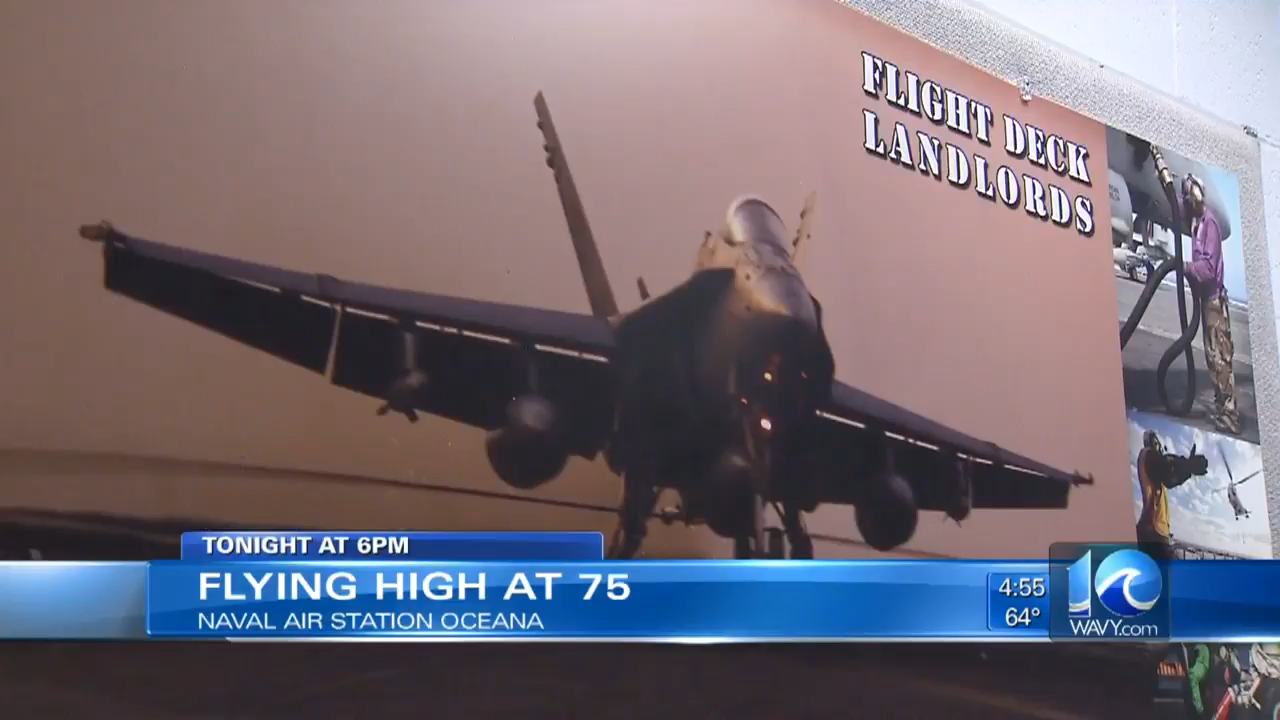 FLIGHT DECK
LANDLORDS
TONIGHT AT 6PM
FLYING HIGH AT 75
NAVAL AIR STATION OCEANA
4:55
64°
10
WAVY.com